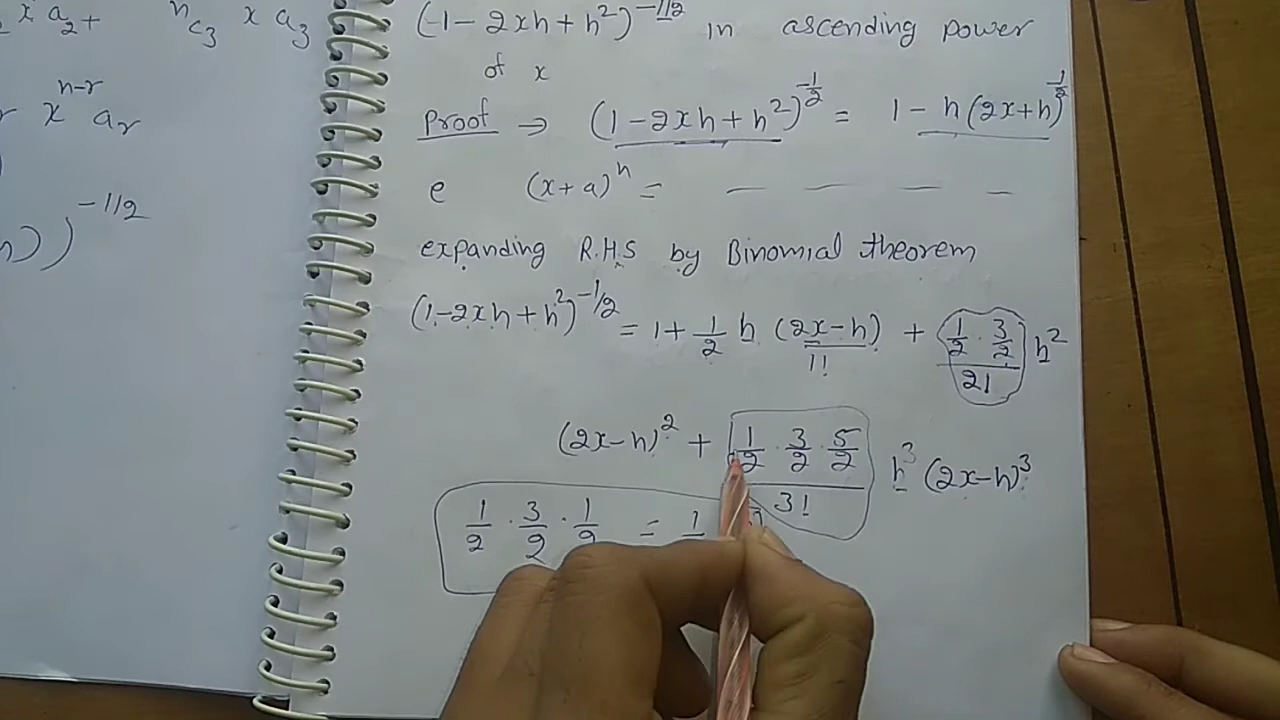 x a₂ + ⁿc₃ x a₃
xⁿ⁻ʳ aᵣ
))^-1/2
(-1-2xh+h²)^-1/2 in ascending power
of x
Proof → (1-2xh+h²)^-1/2 = 1 - h(2x+h)^-1/2
e (x+a)ⁿ = — — — —
expanding R.H.S by Binomial theorem
(1-2xh+h²)^-1/2 = 1 + 1/2 h (2x-h)/1! + (1/2 · 3/2)/2! h²
(2x-h)² + (1/2 · 3/2 · 5/2)/3! h³ (2x-h)³
1/2 · 3/2 · 1/2 = 1